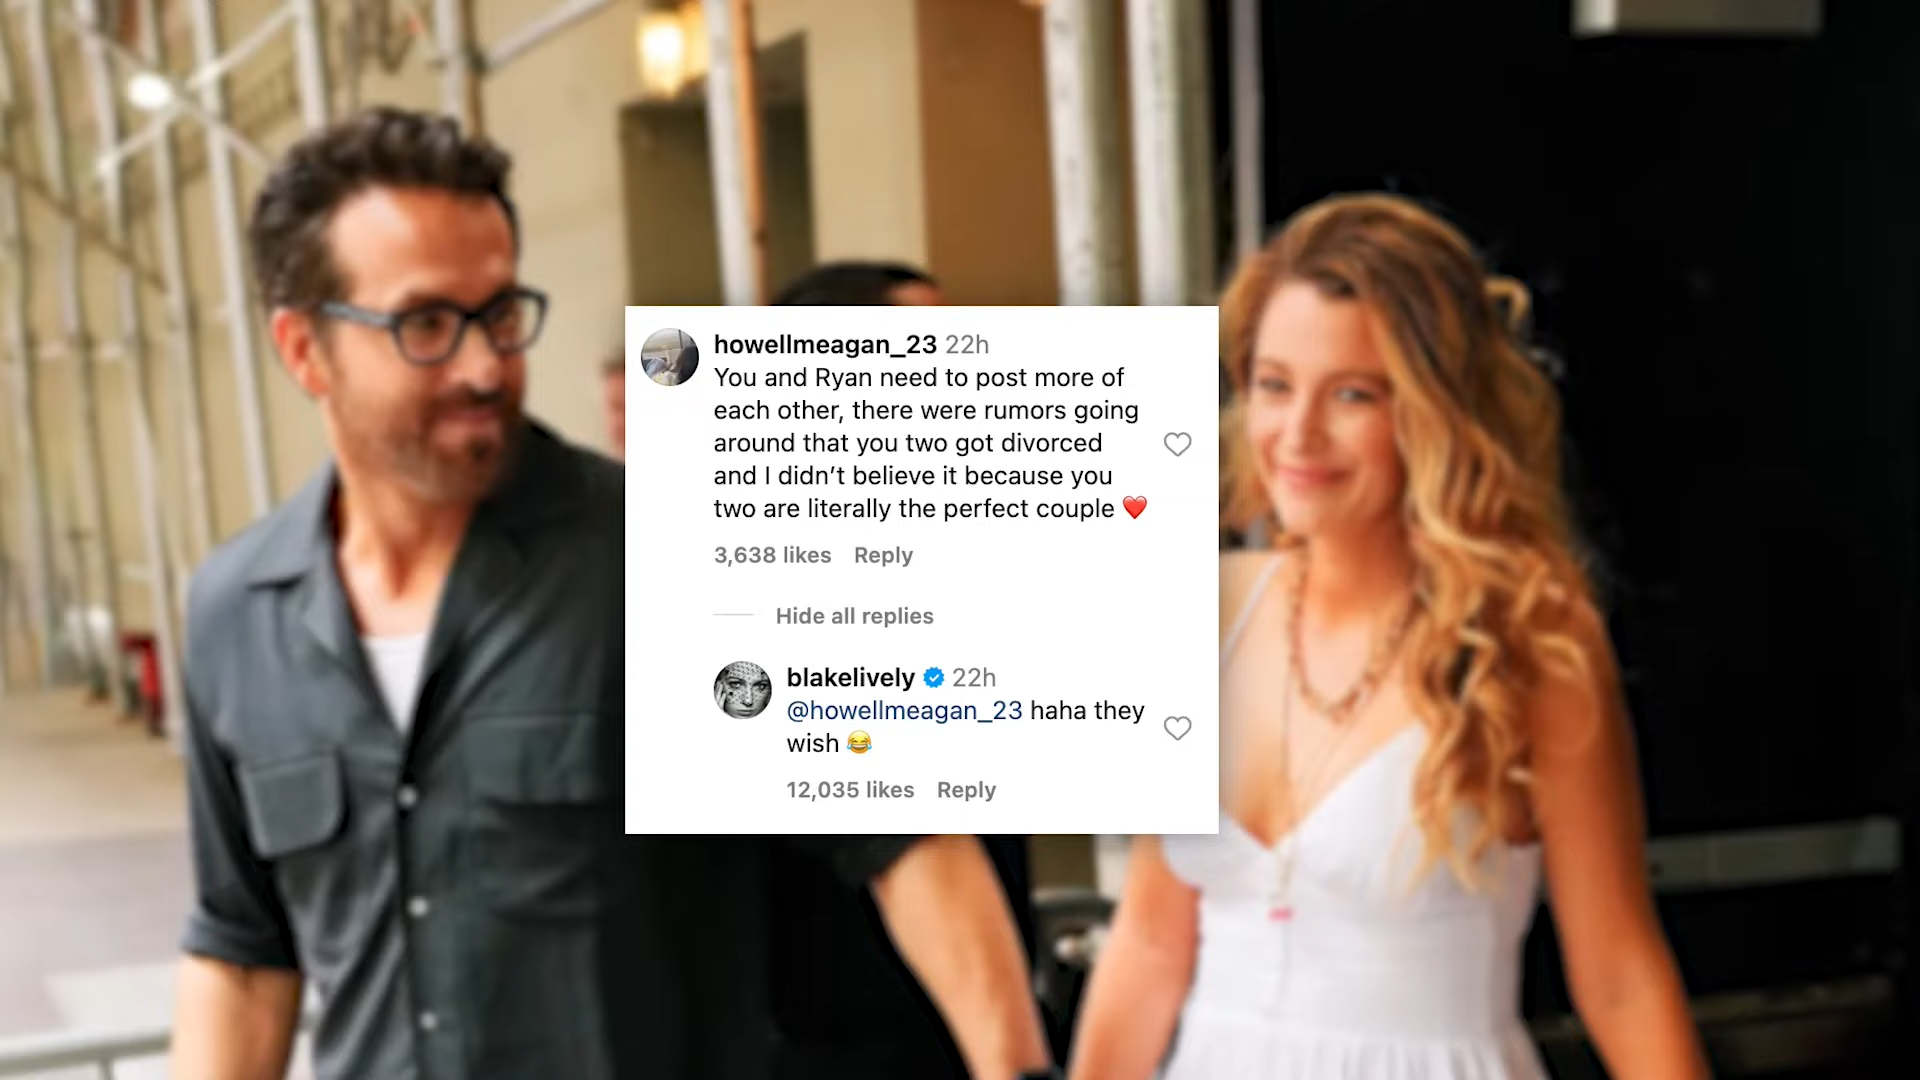 howellmeagan_23 22h
You and Ryan need to post more of
each other, there were rumors going
around that you two got divorced
and I didn’t believe it because you
two are literally the perfect couple ❤️
3,638 likes Reply
Hide all replies
blakelively 22h
@howellmeagan_23 haha they
wish 😂
12,035 likes Reply